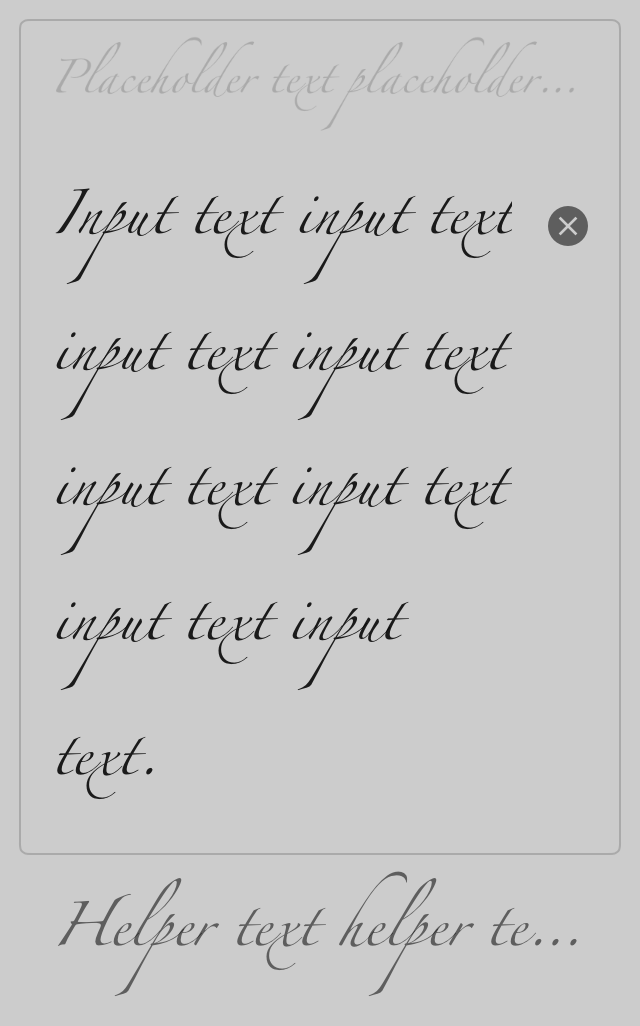 Placeholder text placeholder...
Input text input text
input text input text
input text input text
input text input
text.
Helper text helper te...